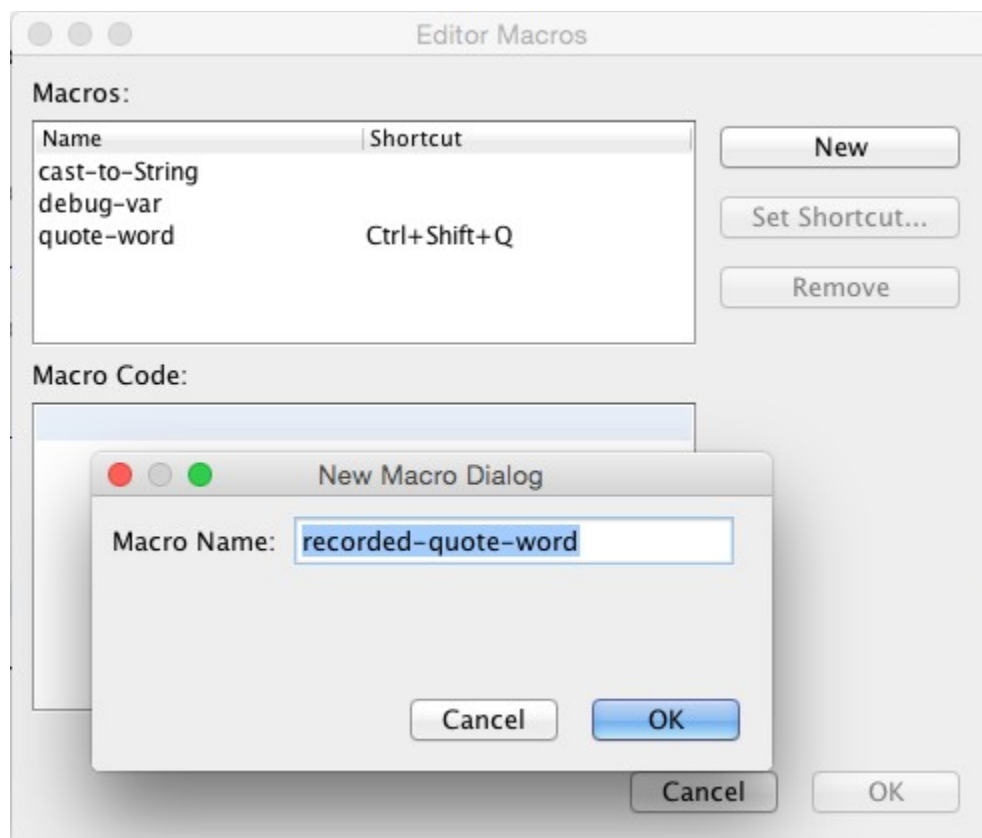 Editor Macros
Macros:
Name Shortcut
New
cast-to-String
debug-var
Set Shortcut...
quote-word Ctrl+Shift+Q
Remove
Macro Code:
New Macro Dialog
Macro Name: recorded-quote-word
Cancel OK
Cancel OK